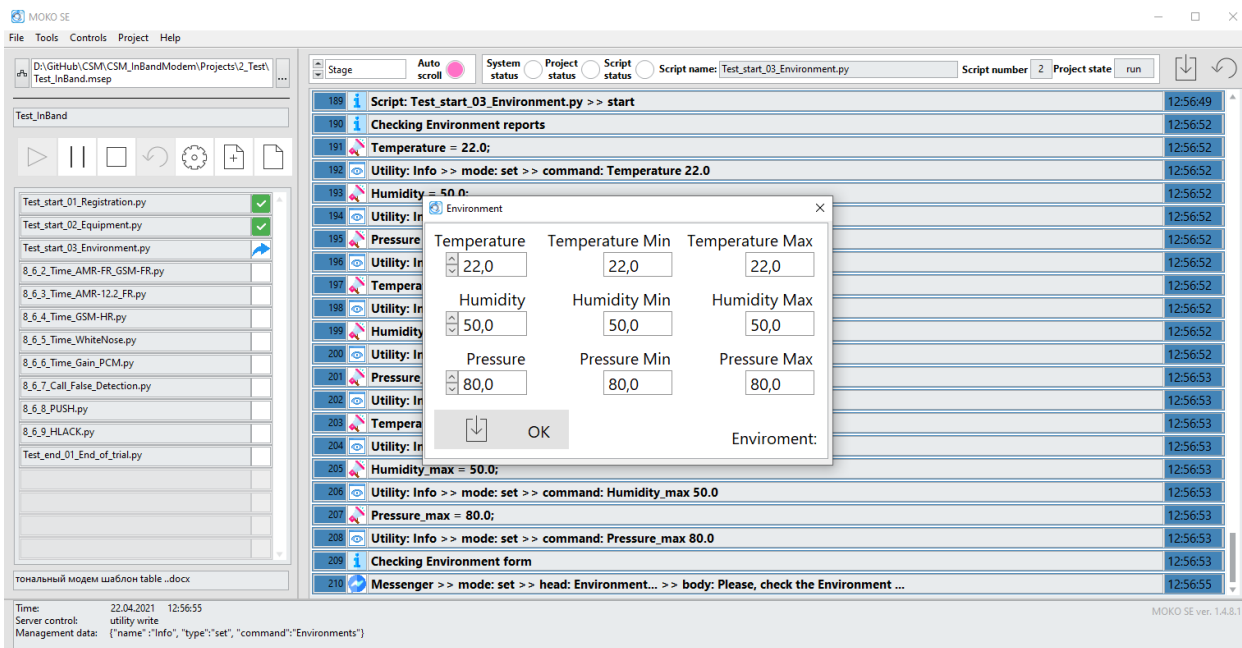 MOKO SE
File Tools Controls Project Help
D:\GitHub\CSM\CSM_InBandModem\Projects\2_Test\
Test_InBand.msep
...
Test_InBand
Test_start_01_Registration.py
Test_start_02_Equipment.py
Test_start_03_Environment.py
8_6_2_Time_AMR-FR_GSM-FR.py
8_6_3_Time_AMR-12.2_FR.py
8_6_4_Time_GSM-HR.py
8_6_5_Time_WhiteNose.py
8_6_6_Time_Gain_PCM.py
8_6_7_Call_False_Detection.py
8_6_8_PUSH.py
8_6_9_HLACK.py
Test_end_01_End_of_trial.py
тональный модем шаблон table ..docx
Stage
Auto scroll
System status
Project status
Script status
Script name: Test_start_03_Environment.py
Script number 2 Project state run
189 Script: Test_start_03_Environment.py >> start 12:56:49
190 Checking Environment reports 12:56:52
191 Temperature = 22.0; 12:56:52
192 Utility: Info >> mode: set >> command: Temperature 22.0 12:56:52
193 Humidity = 50.0; 12:56:52
194 Utility: In 12:56:52
195 Pressure 12:56:52
196 Utility: In 12:56:52
197 Tempera 12:56:52
198 Utility: In 12:56:52
199 Humidity 12:56:52
200 Utility: In 12:56:52
201 Pressure_ 12:56:53
202 Utility: In 12:56:53
203 Tempera 12:56:53
204 Utility: In 12:56:53
205 Humidity_max = 50.0; 12:56:53
206 Utility: Info >> mode: set >> command: Humidity_max 50.0 12:56:53
207 Pressure_max = 80.0; 12:56:53
208 Utility: Info >> mode: set >> command: Pressure_max 80.0 12:56:53
209 Checking Environment form 12:56:53
210 Messenger >> mode: set >> head: Environment... >> body: Please, check the Environment ... 12:56:55
Environment
Temperature Temperature Min Temperature Max
22,0 22,0 22,0
Humidity Humidity Min Humidity Max
50,0 50,0 50,0
Pressure Pressure Min Pressure Max
80,0 80,0 80,0
OK
Enviroment:
Time: 22.04.2021 12:56:55
Server control: utility write
Management data: {"name" :"Info", "type":"set", "command":"Environments"}
MOKO SE ver. 1.4.8.1